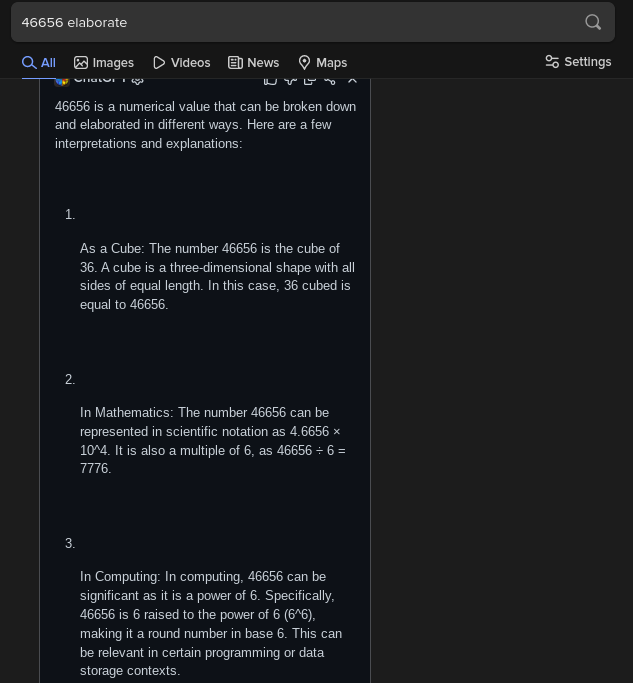 46656 elaborate
All Images Videos News Maps Settings
46656 is a numerical value that can be broken down
and elaborated in different ways. Here are a few
interpretations and explanations:
1.
As a Cube: The number 46656 is the cube of
36. A cube is a three-dimensional shape with all
sides of equal length. In this case, 36 cubed is
equal to 46656.
2.
In Mathematics: The number 46656 can be
represented in scientific notation as 4.6656 ×
10^4. It is also a multiple of 6, as 46656 ÷ 6 =
7776.
3.
In Computing: In computing, 46656 can be
significant as it is a power of 6. Specifically,
46656 is 6 raised to the power of 6 (6^6),
making it a round number in base 6. This can
be relevant in certain programming or data
storage contexts.